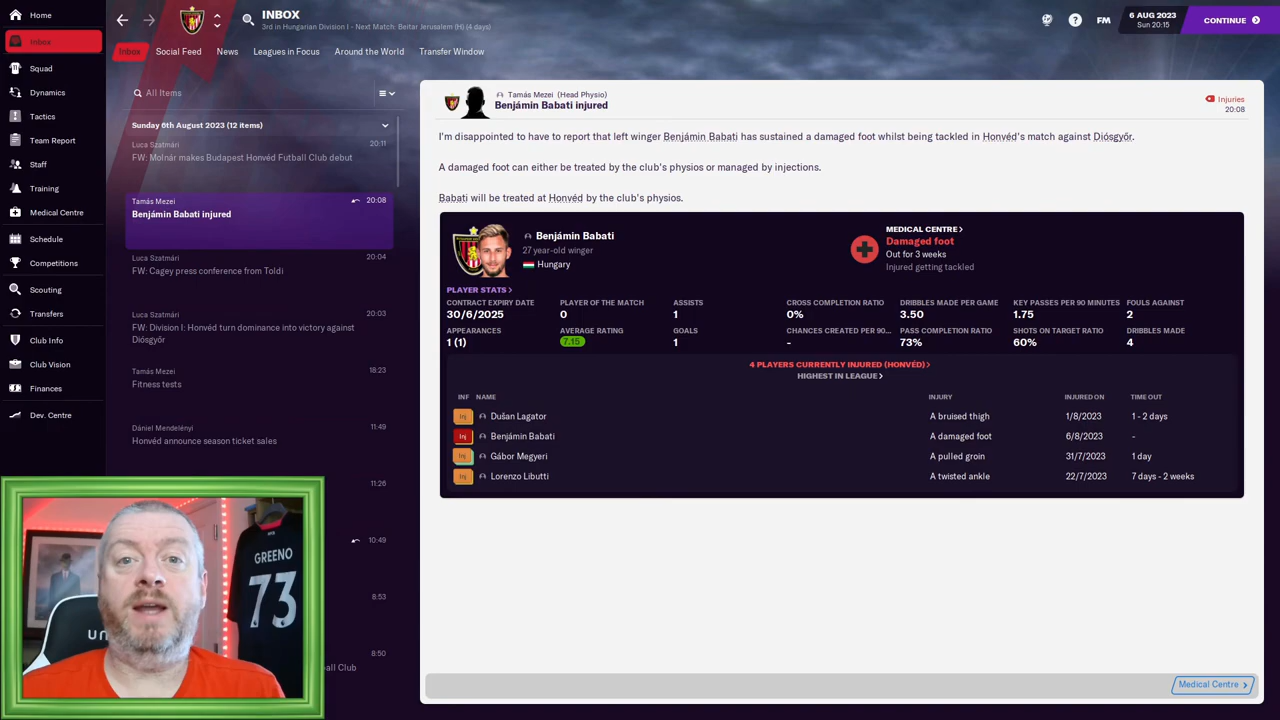 Home
Inbox
Squad
Dynamics
Tactics
Team Report
Staff
Training
Medical Centre
Schedule
Competitions
Scouting
Transfers
Club Info
Club Vision
Finances
Dev. Centre
INBOX
3rd in Hungarian Division I - Next Match: Beitar Jerusalem (H) (4 days)
FM
6 AUG 2023
Sun 20:15
CONTINUE
Inbox
Social Feed
News
Leagues in Focus
Around the World
Transfer Window
All Items
Sunday 6th August 2023 (12 items)
Luca Szatmári 20:11
FW: Molnár makes Budapest Honvéd Futball Club debut
Tamás Mezei 20:08
Benjámin Babati injured
Luca Szatmári 20:04
FW: Cagey press conference from Toldi
Luca Szatmári 20:03
FW: Division I: Honvéd turn dominance into victory against
Diósgyőr
Tamás Mezei 18:23
Fitness tests
Dániel Mendelényi 11:49
Honvéd announce season ticket sales
11:26
10:49
8:53
8:50
ball Club
GREENO
73
Tamás Mezei (Head Physio)
Benjámin Babati injured
Injuries
20:08
I'm disappointed to have to report that left winger Benjámin Babati has sustained a damaged foot whilst being tackled in Honvéd's match against Diósgyőr.
A damaged foot can either be treated by the club's physios or managed by injections.
Babati will be treated at Honvéd by the club's physios.
Benjámin Babati
27 year-old winger
Hungary
MEDICAL CENTRE
Damaged foot
Out for 3 weeks
Injured getting tackled
PLAYER STATS
CONTRACT EXPIRY DATE PLAYER OF THE MATCH ASSISTS CROSS COMPLETION RATIO DRIBBLES MADE PER GAME KEY PASSES PER 90 MINUTES FOULS AGAINST
30/6/2025 0 1 0% 3.50 1.75 2
APPEARANCES AVERAGE RATING GOALS CHANCES CREATED PER 90... PASS COMPLETION RATIO SHOTS ON TARGET RATIO DRIBBLES MADE
1 (1) 7.15 1 - 73% 60% 4
4 PLAYERS CURRENTLY INJURED (HONVÉD)
HIGHEST IN LEAGUE
INF NAME INJURY INJURED ON TIME OUT
Inj Dušan Lagator A bruised thigh 1/8/2023 1 - 2 days
Inj Benjámin Babati A damaged foot 6/8/2023 -
Inj Gábor Megyeri A pulled groin 31/7/2023 1 day
Inj Lorenzo Libutti A twisted ankle 22/7/2023 7 days - 2 weeks
Medical Centre